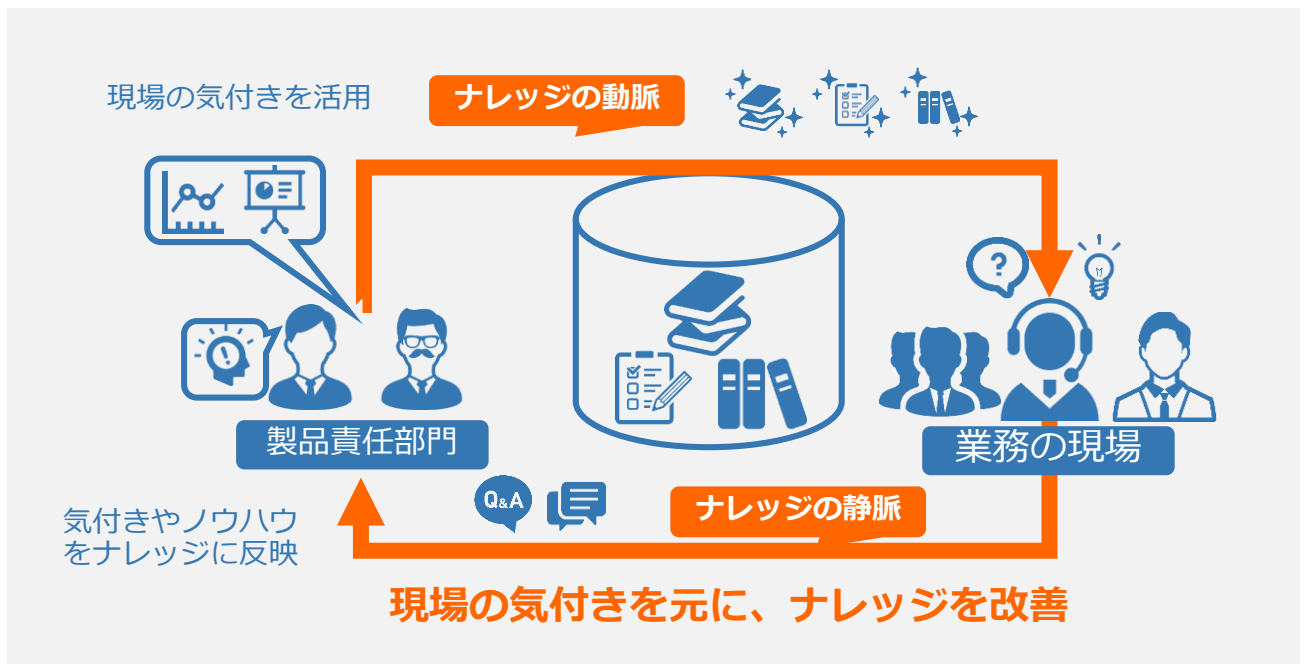 現場の気付きを活用
ナレッジの動脈
?
製品責任部門
業務の現場
Q&A
ナレッジの静脈
気付きやノウハウ
をナレッジに反映
現場の気付きを元に、ナレッジを改善